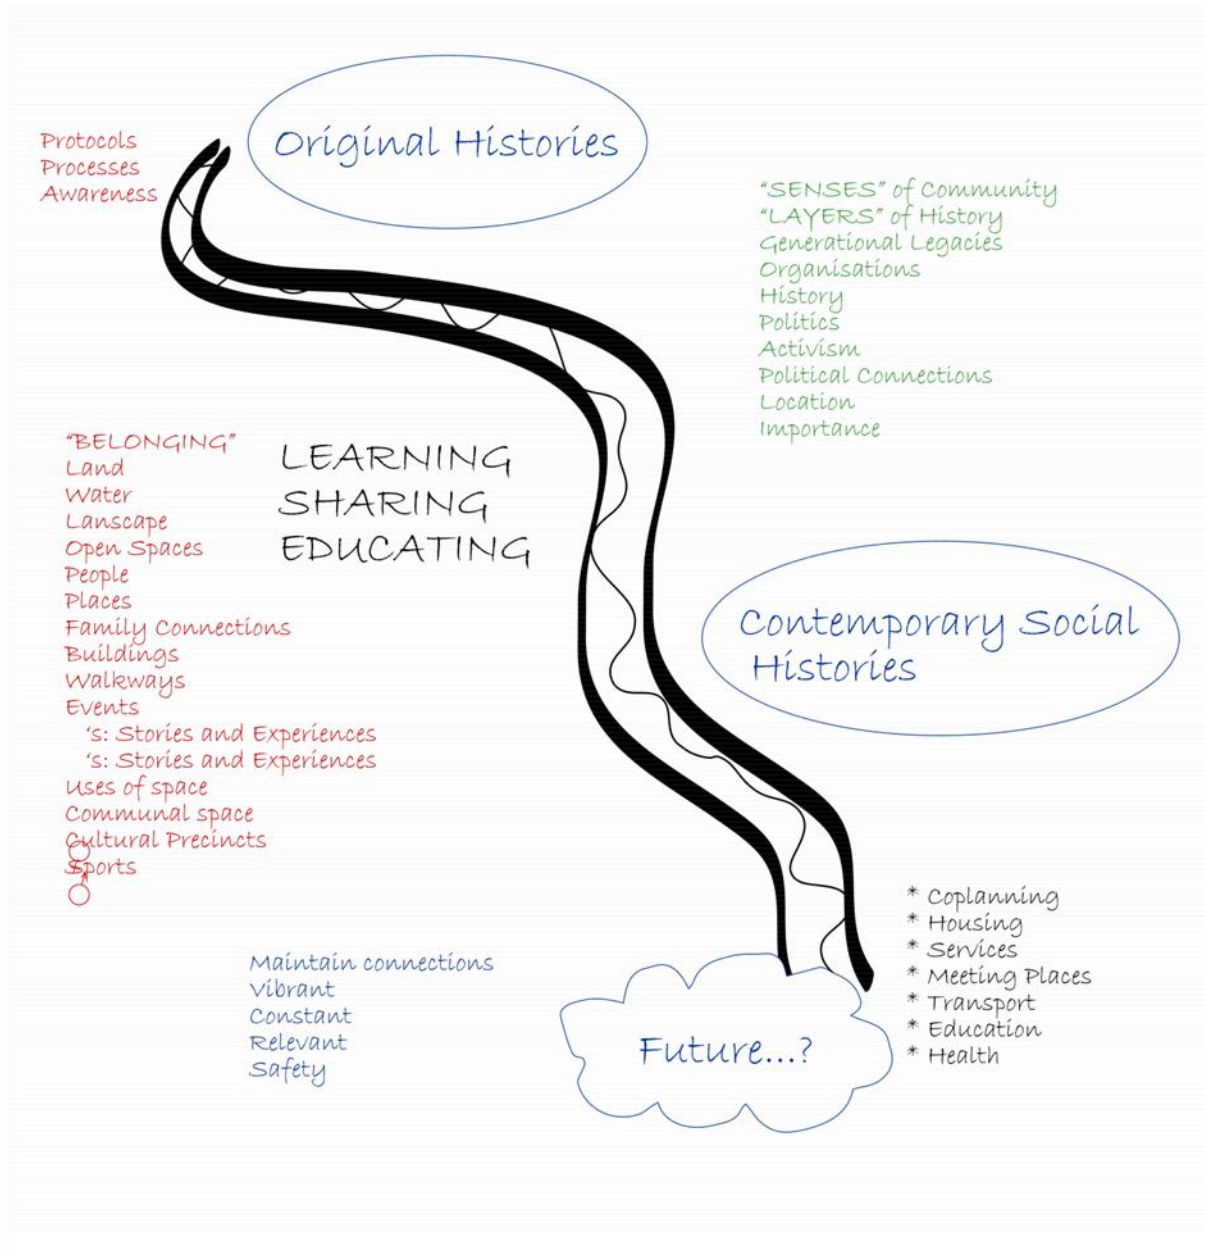 Original Histories
Protocols
Processes
Awareness
"SENSES" of Community
"LAYERS" of History
Generational Legacies
Organisations
History
Politics
Activism
Political Connections
Location
Importance
"BELONGING"
Land
Water
Lanscape
Open Spaces
People
Places
Family Connections
Buildings
Walkways
Events
's: Stories and Experiences
's: Stories and Experiences
Uses of space
Communal space
Cultural Precincts
Sports
LEARNING
SHARING
EDUCATING
Contemporary Social
Histories
* Coplanning
* Housing
* Services
* Meeting Places
* Transport
* Education
* Health
Maintain connections
Vibrant
Constant
Relevant
Safety
Future...?